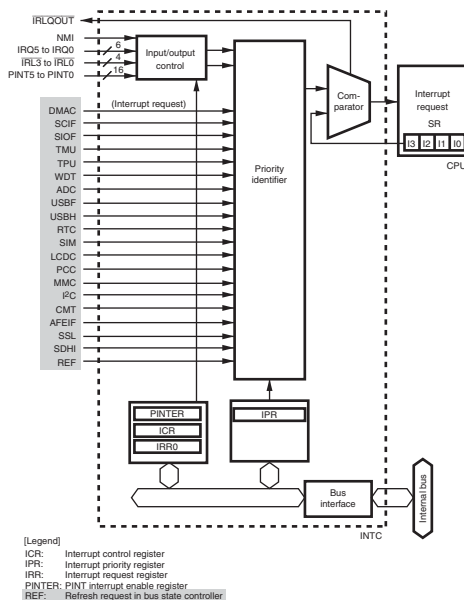 IRLQOUT
NMI
IRQ5 to IRQ0
6
IRL3 to IRL0
4
PINT5 to PINT0
16
Input/output
control
(Interrupt request)
DMAC
SCIF
SIOF
TMU
TPU
WDT
ADC
USBF
USBH
RTC
SIM
LCDC
PCC
MMC
I²C
CMT
AFEIF
SSL
SDHI
REF
Priority
identifier
Com-
parator
Interrupt
request
SR
I3 I2 I1 I0
CPU
PINTER
ICR
IRR0
IPR
Bus
interface
Internal bus
INTC
[Legend]
ICR: Interrupt control register
IPR: Interrupt priority register
IRR: Interrupt request register
PINTER: PINT interrupt enable register
REF: Refresh request in bus state controller